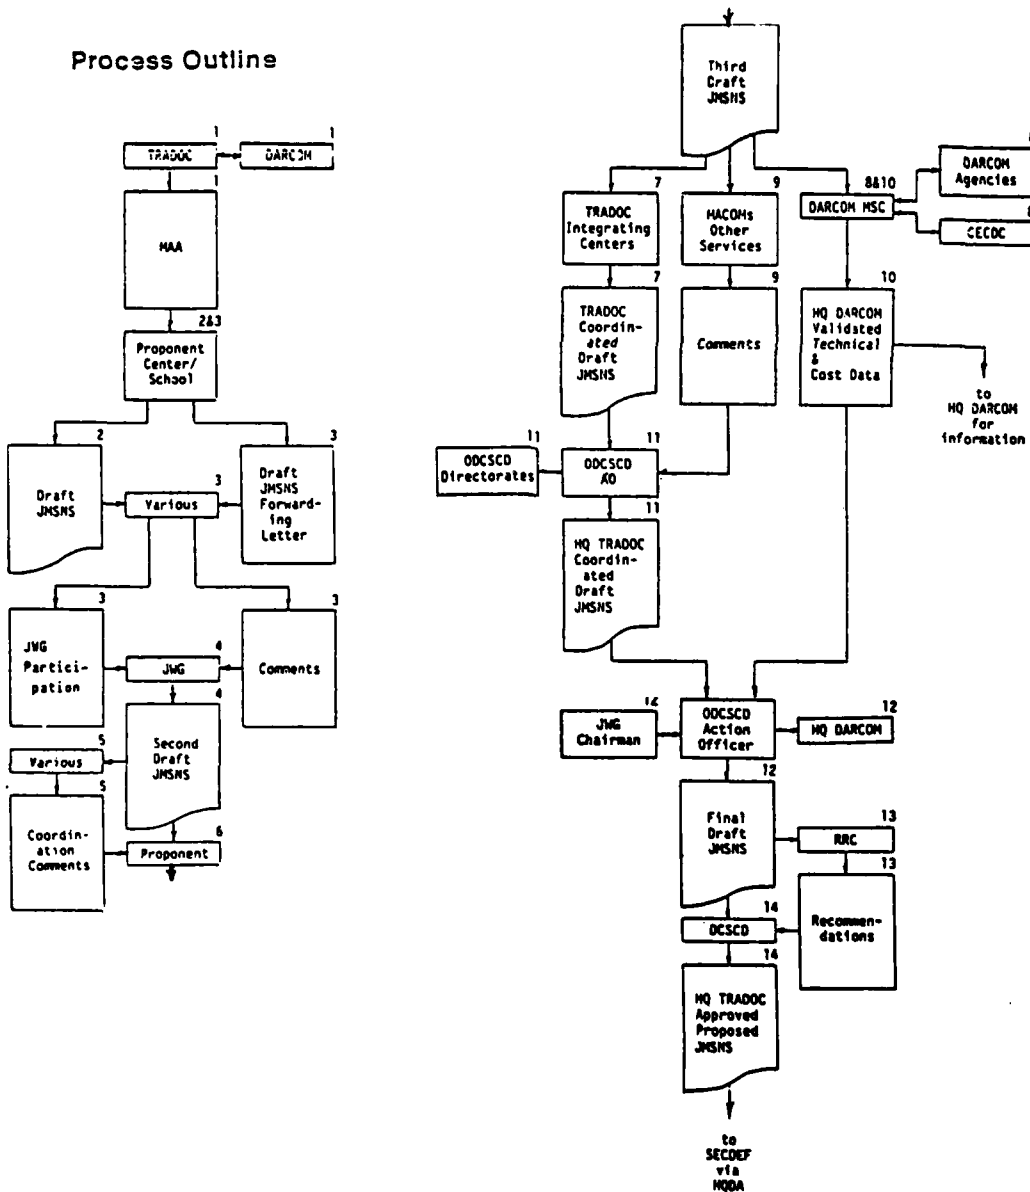 Process Outline
1
1
TRADOC
DARCOM
1
MAA
2&3
Proponent
Center/
School
2
Draft
JMSNS
3
Various
3
Draft
JMSNS
Forward-
ing
Letter
3
JWG
Partici-
pation
4
JWG
3
Comments
4
Second
Draft
JMSNS
5
Various
5
Coordin-
ation
Comments
6
Proponent
Third
Draft
JMSNS
7
TRADOC
Integrating
Centers
9
MACOMs
Other
Services
8&10
DARCOM MSC
DARCOM
Agencies
CECDC
7
TRADOC
Coordin-
ated
Draft
JMSNS
9
Comments
10
HQ DARCOM
Validated
Technical
&
Cost Data
to
HQ DARCOM
for
information
11
ODCSCD
Directorates
11
ODCSCD
AO
11
HQ TRADOC
Coordin-
ated
Draft
JMSNS
12
JWG
Chairman
ODCSCD
Action
Officer
12
HQ DARCOM
12
Final
Draft
JMSNS
13
RRC
13
Recommen-
dations
14
DCSCD
14
HQ TRADOC
Approved
Proposed
JMSNS
to
SECDEF
via
HQDA